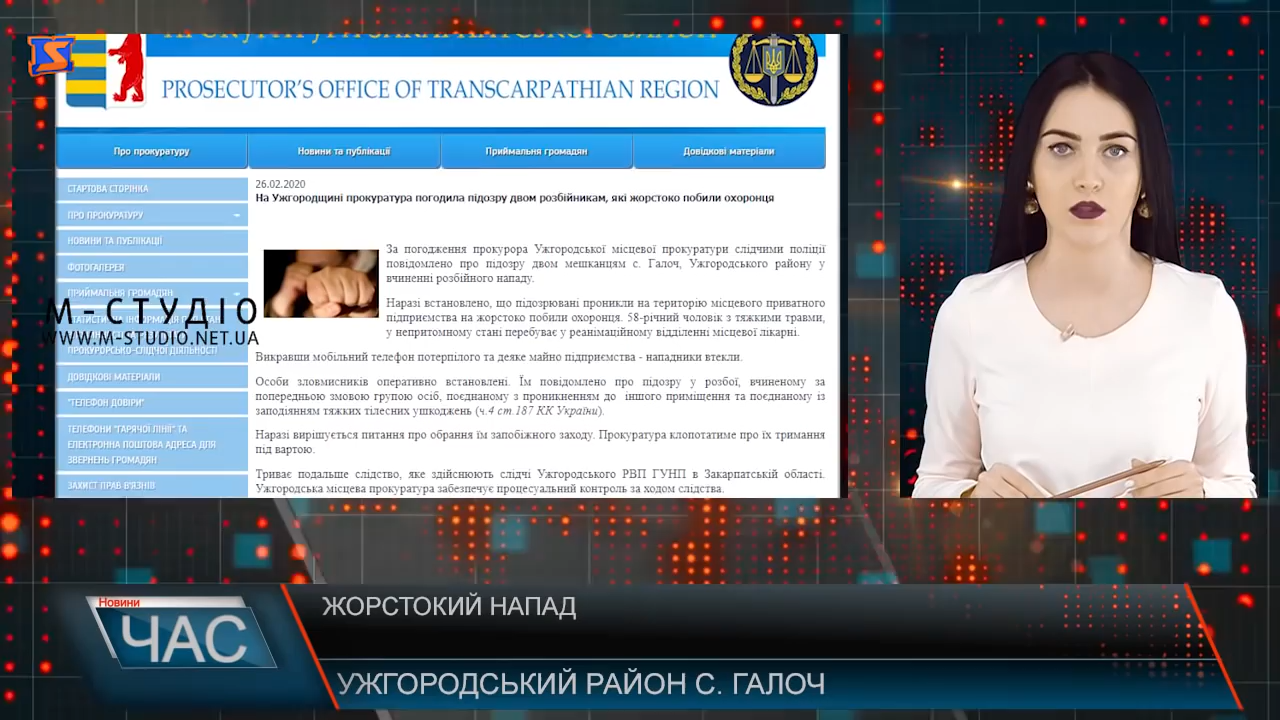 PROSECUTOR'S OFFICE OF TRANSCARPATHIAN REGION
Про прокуратуру
Новини та публікації
Приймальня громадян
Довідкові матеріали
СТАРТОВА СТОРІНКА
ПРО ПРОКУРАТУРУ
НОВИНИ ТА ПУБЛІКАЦІЇ
ФОТОГАЛЕРЕЯ
ПРИЙМАЛЬНЯ ГРОМАДЯН
ПРОКУРОРСЬКО-СЛІДЧОЇ ДІЯЛЬНОСТІ
ДОВІДКОВІ МАТЕРІАЛИ
"ТЕЛЕФОН ДОВІРИ"
ТЕЛЕФОНИ "ГАРЯЧОЇ ЛІНІЇ" ТА
ЕЛЕКТРОННА ПОШТОВА АДРЕСА ДЛЯ
ЗВЕРНЕНЬ ГРОМАДЯН
ЗАХИСТ ПРАВ В'ЯЗНІВ
М-СТУДІО
WWW.M-STUDIO.NET.UA
26.02.2020
На Ужгородщині прокуратура погодила підозру двом розбійникам, які жорстоко побили охоронця
За погодження прокурора Ужгородської місцевої прокуратури слідчими поліції
повідомлено про підозру двом мешканцям с. Галоч, Ужгородського району у
вчиненні розбійного нападу.
Наразі встановлено, що підозрювані проникли на територію місцевого приватного
підприємства на жорстоко побили охоронця. 58-річний чоловік з тяжкими травми,
у непритомному стані перебуває у реанімаційному відділенні місцевої лікарні.
Викравши мобільний телефон потерпілого та деяке майно підприємства - нападники втекли.
Особи зловмисників оперативно встановлені. Їм повідомлено про підозру у розбої, вчиненому за
попередньою змовою групою осіб, поєднаному з проникненням до іншого приміщення та поєднаному із
заподіянням тяжких тілесних ушкоджень (ч.4 ст.187 КК України).
Наразі вирішується питання про обрання їм запобіжного заходу. Прокуратура клопотатиме про їх тримання
під вартою.
Триває подальше слідство, яке здійснюють слідчі Ужгородського РВП ГУНП в Закарпатській області.
Ужгородська місцева прокуратура забезпечує процесуальний контроль за ходом слідства.
Новини
ЧАС
ЖОРСТОКИЙ НАПАД
УЖГОРОДСЬКИЙ РАЙОН С. ГАЛОЧ